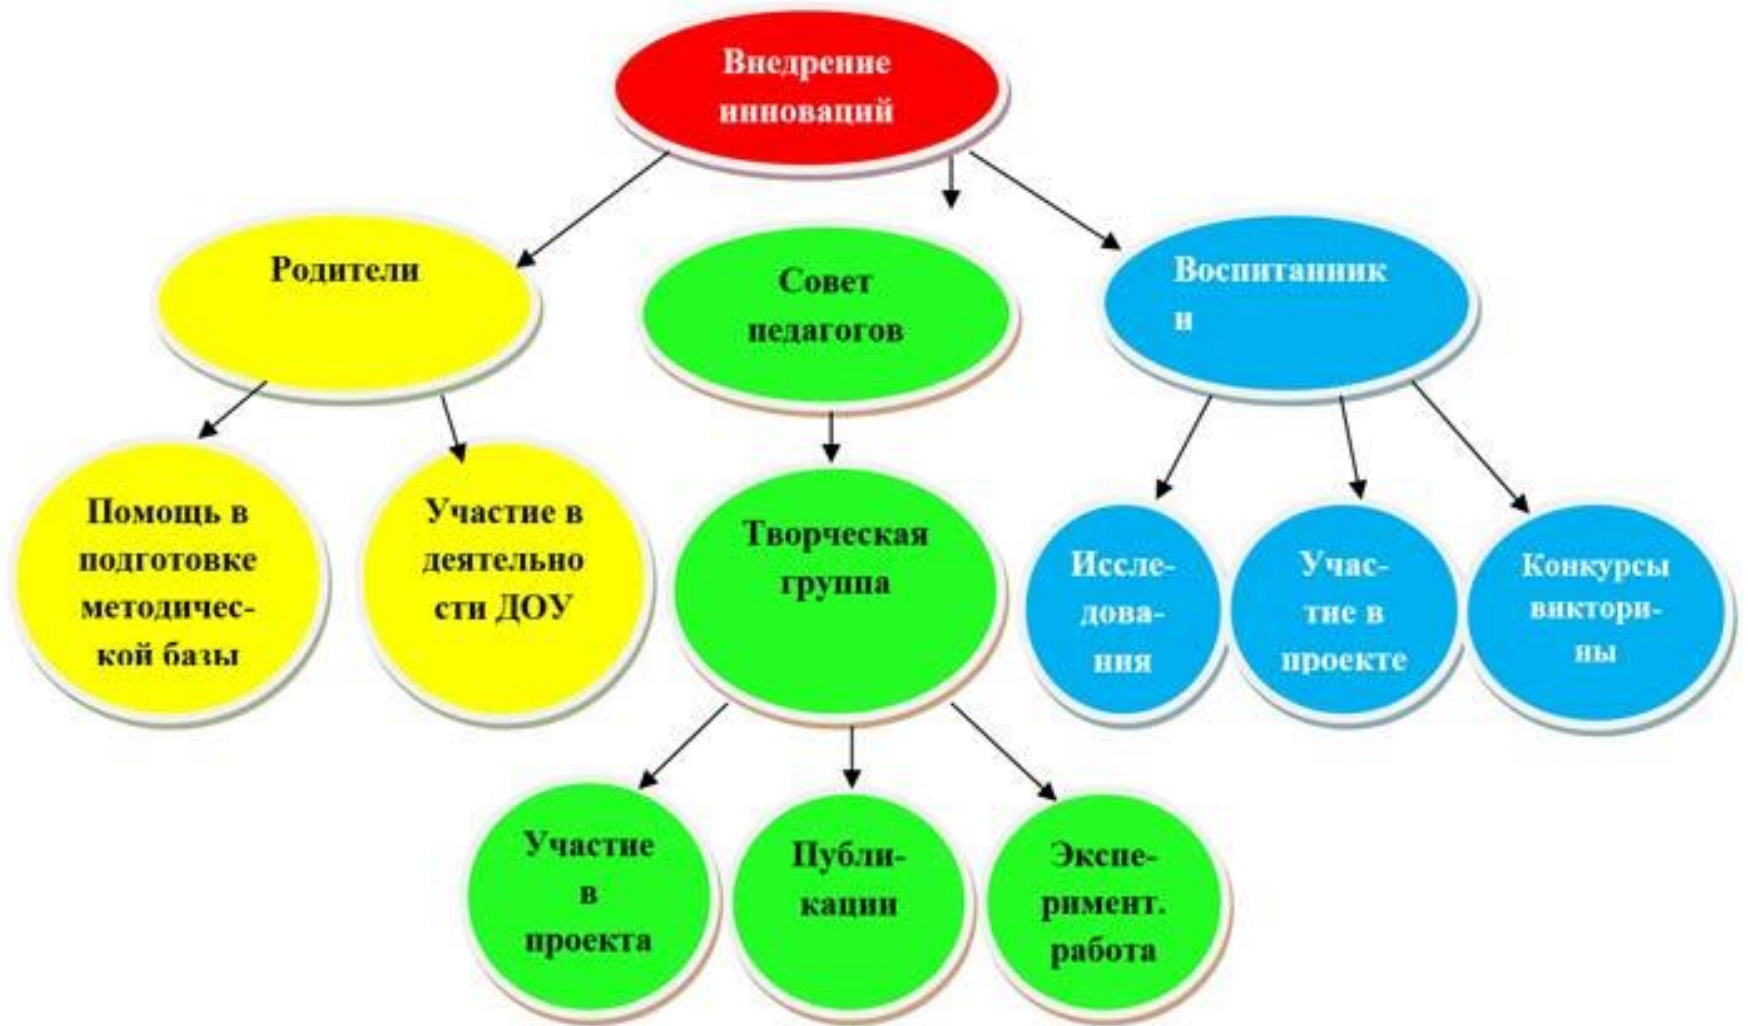 Внедрение
инноваций
Родители
Совет
педагогов
Воспитанник
и
Помощь в
подготовке
методичес-
кой базы
Участие в
деятельно
сти ДОУ
Творческая
группа
Иссле-
дова-
ния
Учас-
тие в
проекте
Конкурсы
виктори-
ны
Участие
в
проекта
Публи-
кации
Экспе-
римент.
работа